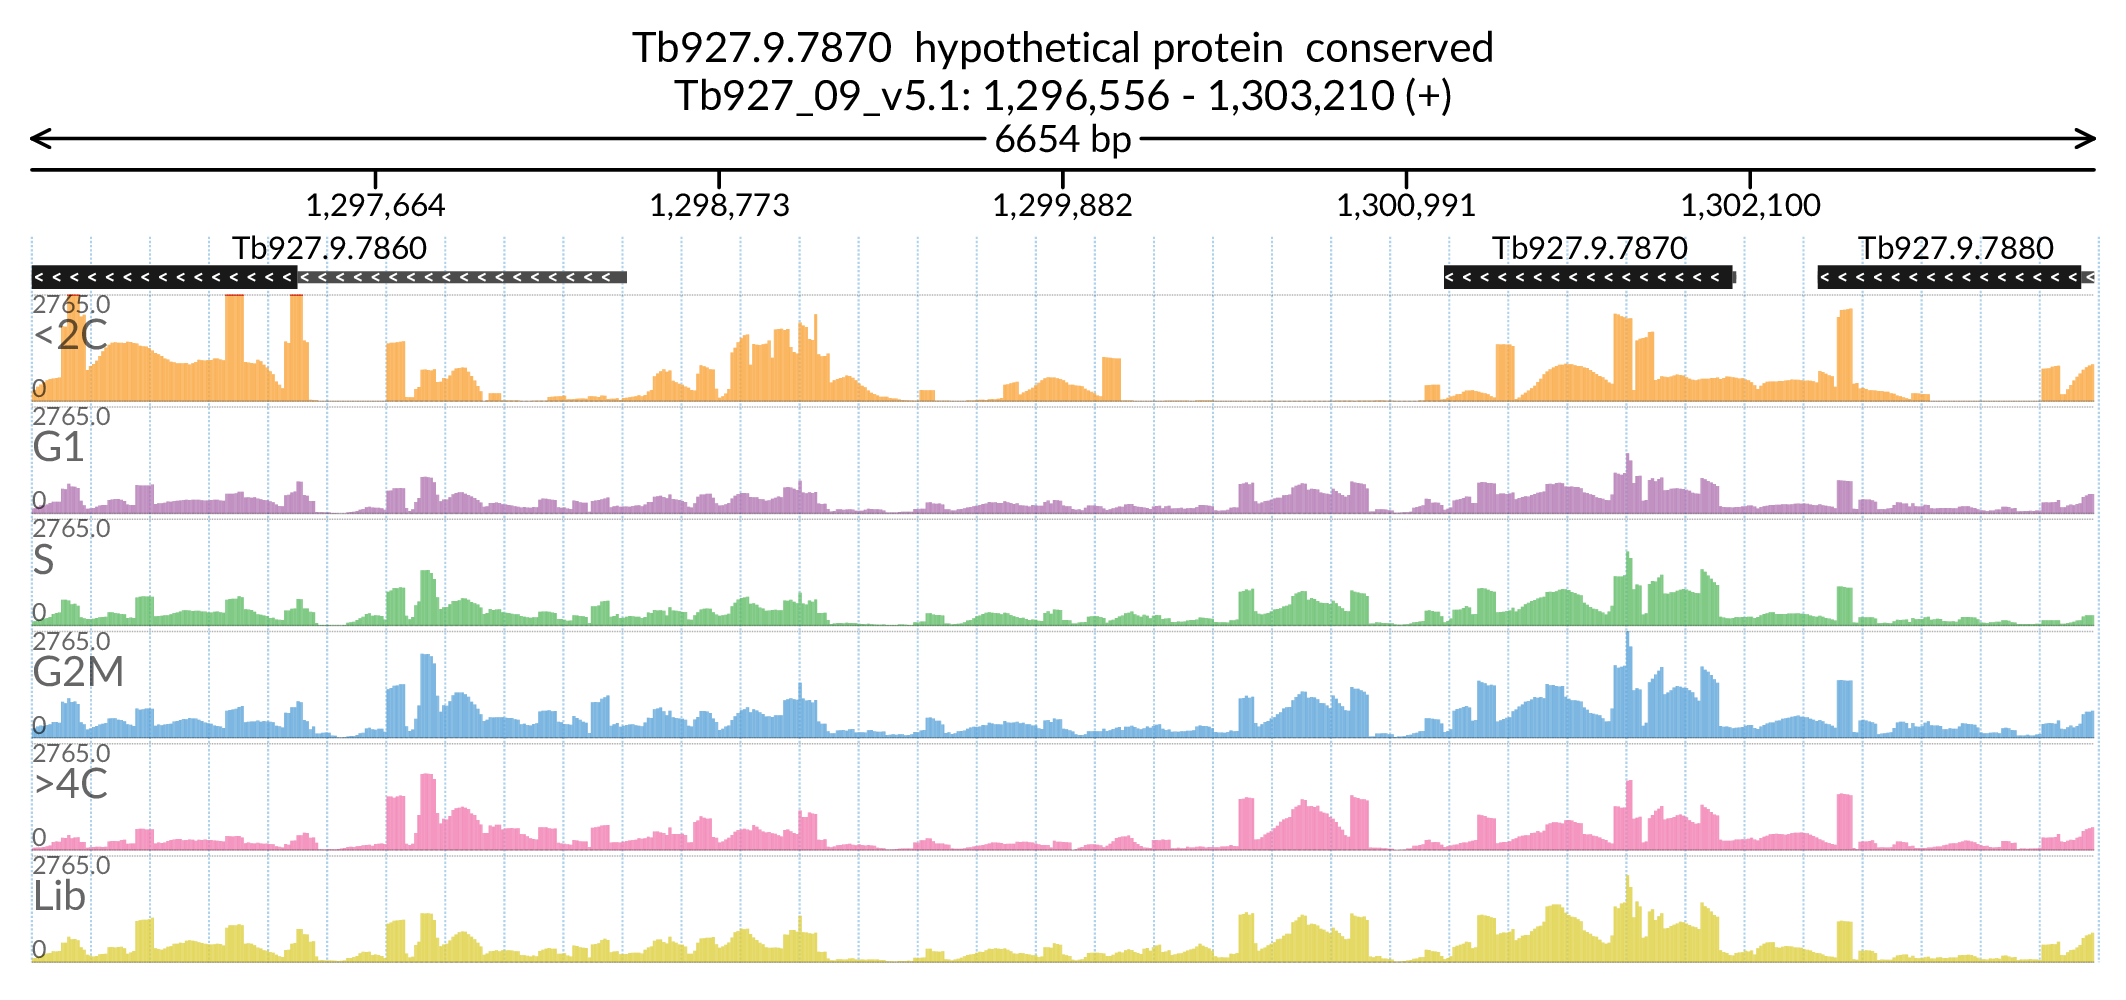 Tb927.9.7870 hypothetical protein conserved
Tb927_09_v5.1: 1,296,556 - 1,303,210 (+)
6654 bp
1,297,664 1,298,773 1,299,882 1,300,991 1,302,100
Tb927.9.7860 Tb927.9.7870 Tb927.9.7880
2765.0
<2C
0
2765.0
G1
0
2765.0
S
0
2765.0
G2M
0
2765.0
>4C
0
2765.0
Lib
0